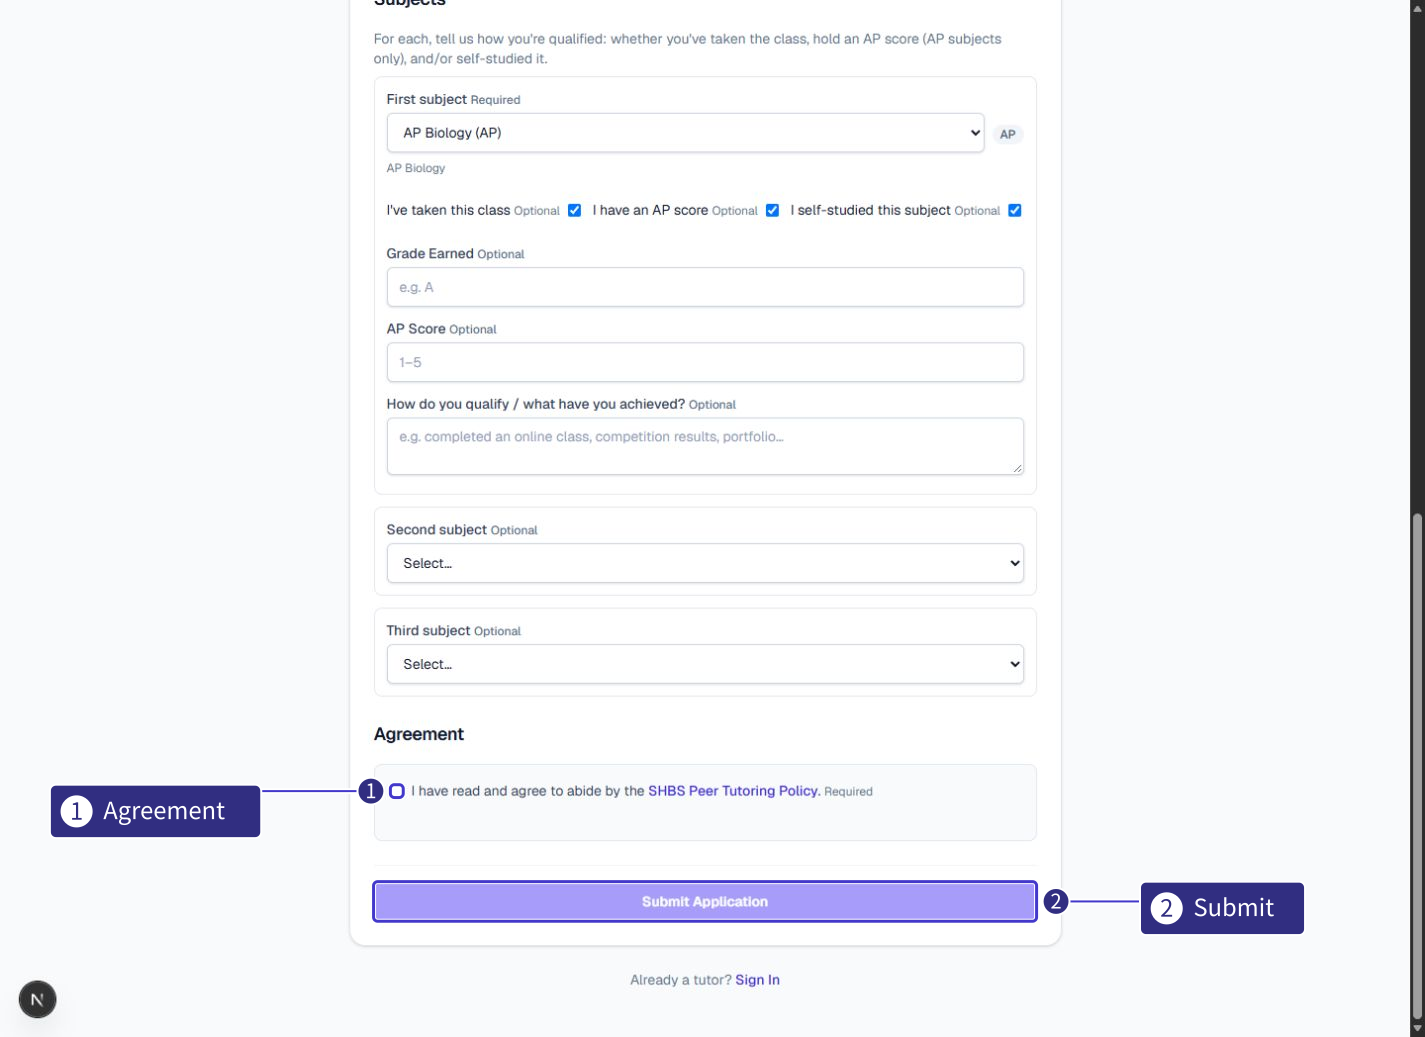 Subjects
For each, tell us how you're qualified: whether you've taken the class, hold an AP score (AP subjects
only), and/or self-studied it.
First subject Required
AP Biology (AP)
AP
AP Biology
I've taken this class Optional I have an AP score Optional I self-studied this subject Optional
Grade Earned Optional
e.g. A
AP Score Optional
1–5
How do you qualify / what have you achieved? Optional
e.g. completed an online class, competition results, portfolio…
Second subject Optional
Select…
Third subject Optional
Select…
Agreement
1 Agreement
1
I have read and agree to abide by the SHBS Peer Tutoring Policy. Required
Submit Application
2
2 Submit
Already a tutor? Sign In
N